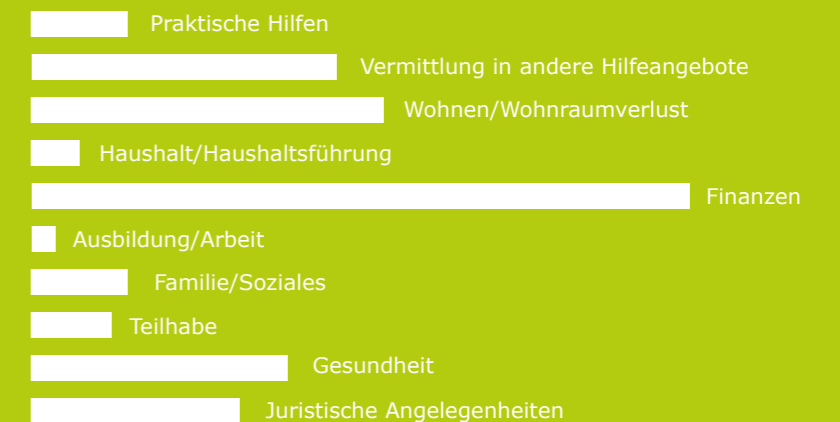 Praktische Hilfen
Vermittlung in andere Hilfeangebote
Wohnen/Wohnraumverlust
Haushalt/Haushaltsführung
Finanzen
Ausbildung/Arbeit
Familie/Soziales
Teilhabe
Gesundheit
Juristische Angelegenheiten